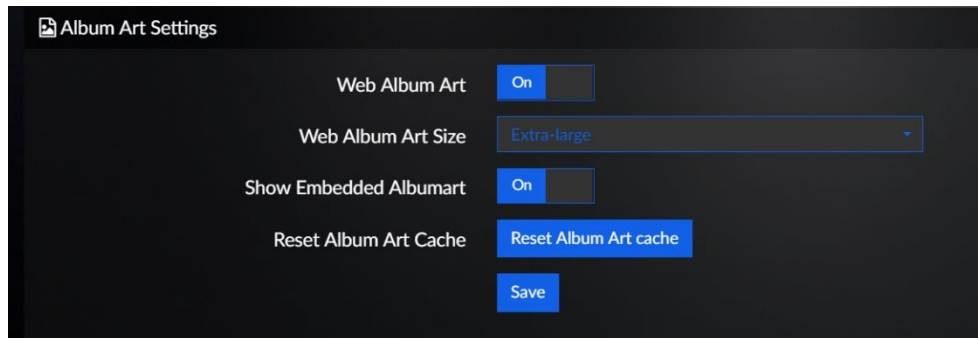 Album Art Settings
Web Album Art On
Web Album Art Size Extra-large
Show Embedded Albumart On
Reset Album Art Cache Reset Album Art cache
Save